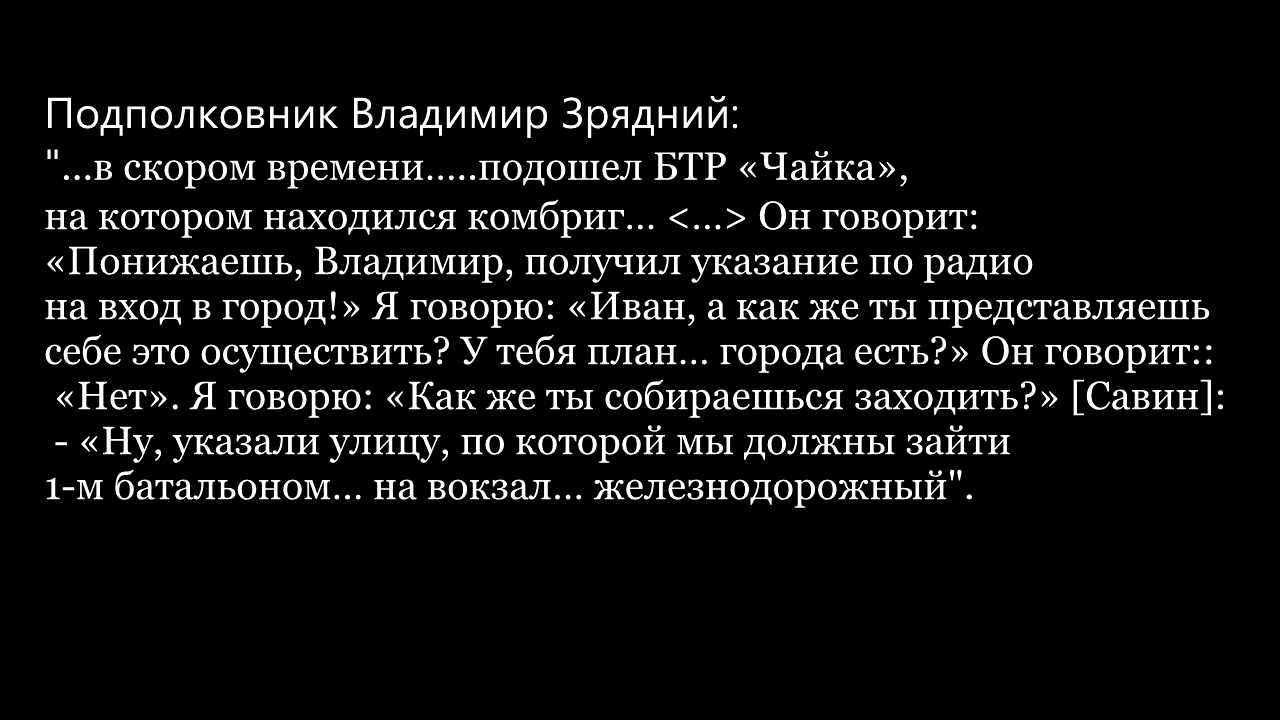 Подполковник Владимир Зрядний:
"...в скором времени.....подошел БТР «Чайка»,
на котором находился комбриг... <...> Он говорит:
«Понижаешь, Владимир, получил указание по радио
на вход в город!» Я говорю: «Иван, а как же ты представляешь
себе это осуществить? У тебя план... города есть?» Он говорит::
«Нет». Я говорю: «Как же ты собираешься заходить?» [Савин]:
- «Ну, указали улицу, по которой мы должны зайти
1-м батальоном... на вокзал... железнодорожный".